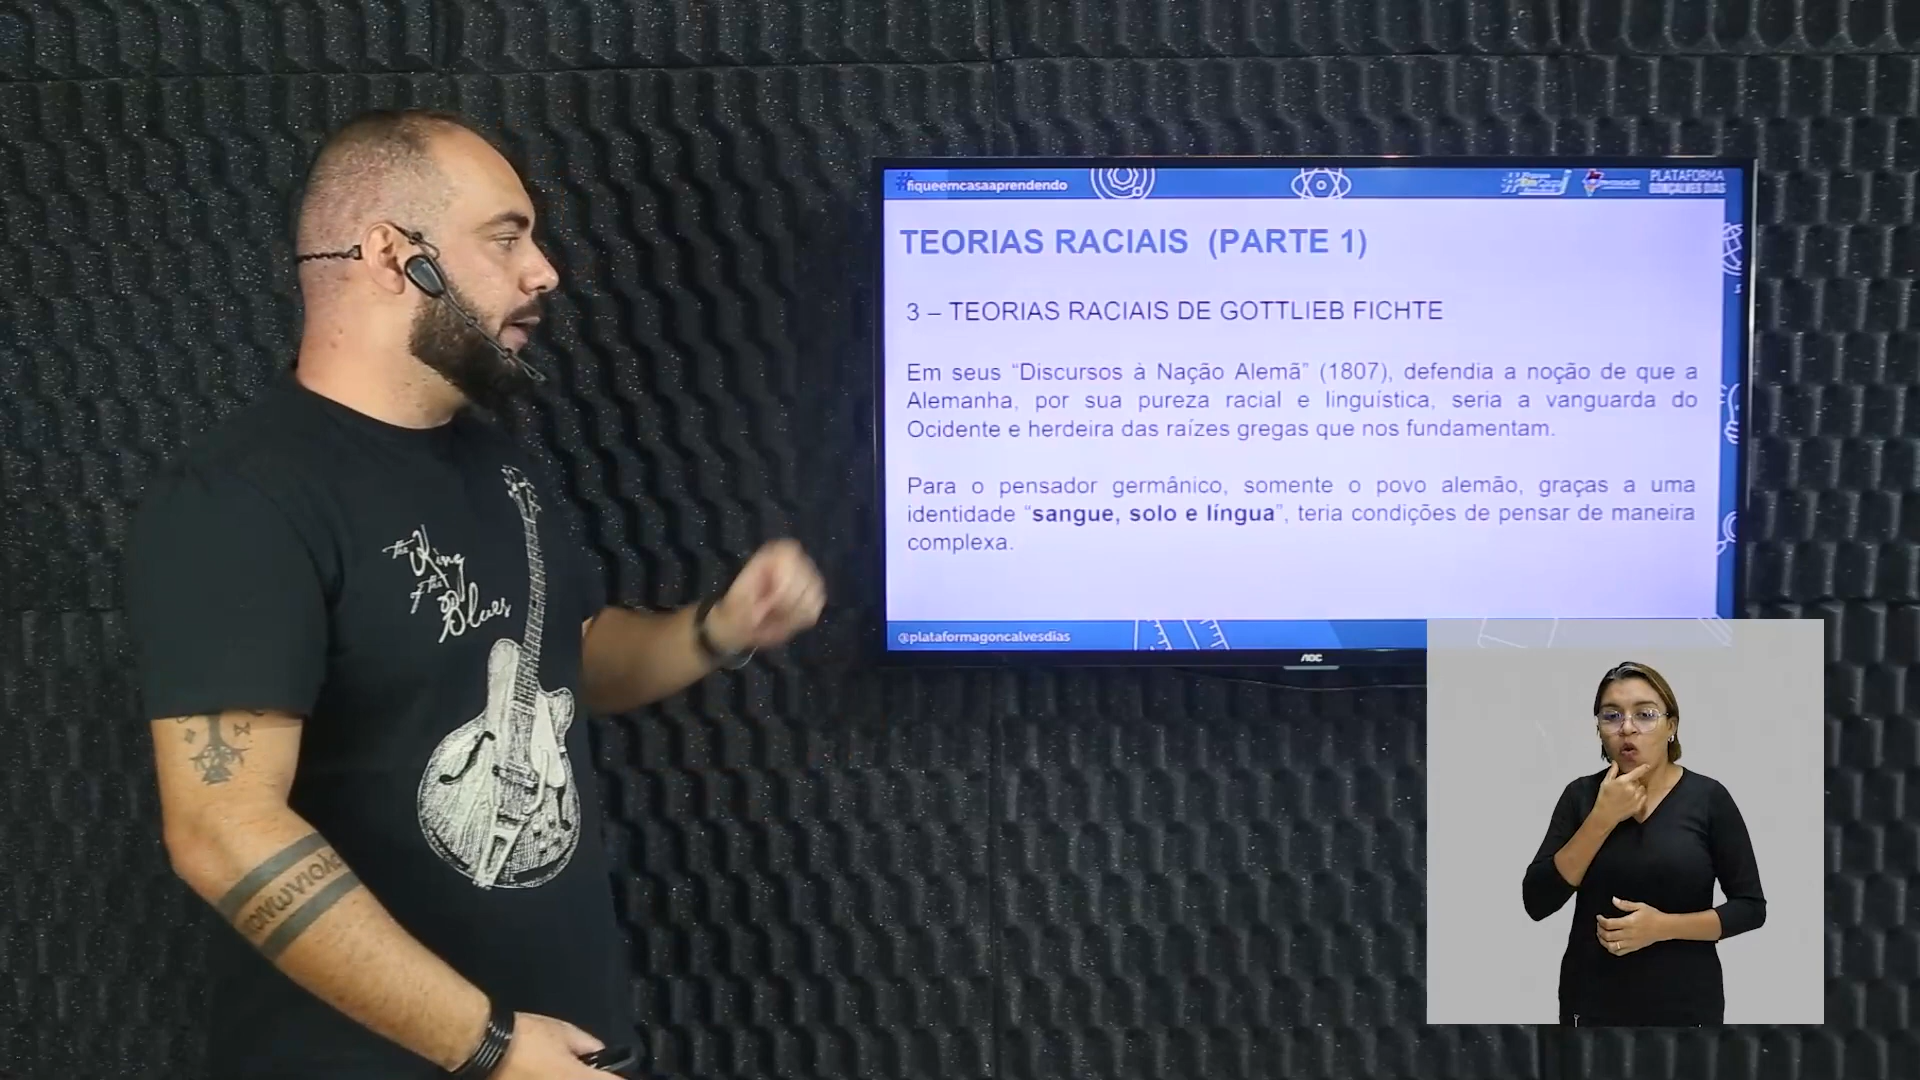 #fiqueemcasaaprendendo
PLATAFORMA
GONÇALVES DIAS
TEORIAS RACIAIS (PARTE 1)
3 – TEORIAS RACIAIS DE GOTTLIEB FICHTE
Em seus “Discursos à Nação Alemã” (1807), defendia a noção de que a
Alemanha, por sua pureza racial e linguística, seria a vanguarda do
Ocidente e herdeira das raízes gregas que nos fundamentam.
Para o pensador germânico, somente o povo alemão, graças a uma
identidade “sangue, solo e língua”, teria condições de pensar de maneira
complexa.
@plataformagoncalvesdias
AOC
the King
of the
Blues